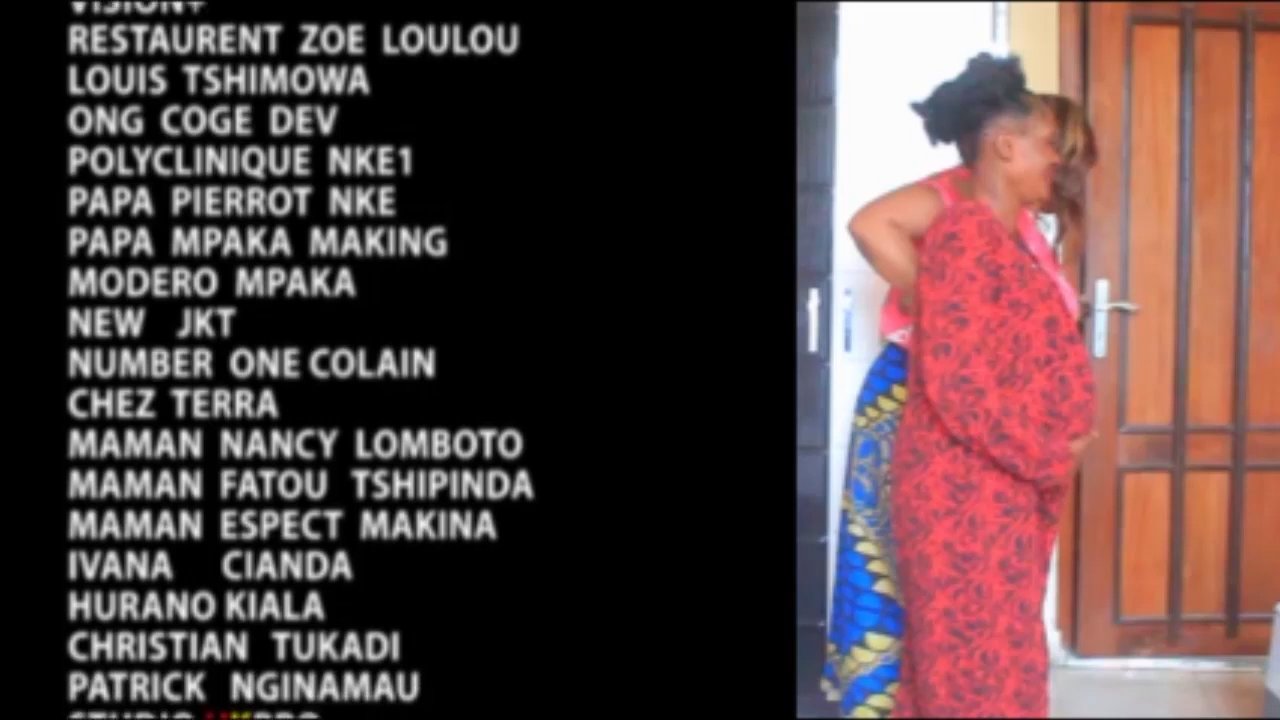 VISION+
RESTAURENT ZOE LOULOU
LOUIS TSHIMOWA
ONG COGE DEV
POLYCLINIQUE NKE1
PAPA PIERROT NKE
PAPA MPAKA MAKING
MODERO MPAKA
NEW JKT
NUMBER ONE COLAIN
CHEZ TERRA
MAMAN NANCY LOMBOTO
MAMAN FATOU TSHIPINDA
MAMAN ESPECT MAKINA
IVANA CIANDA
HURANO KIALA
CHRISTIAN TUKADI
PATRICK NGINAMAU
STUDIO